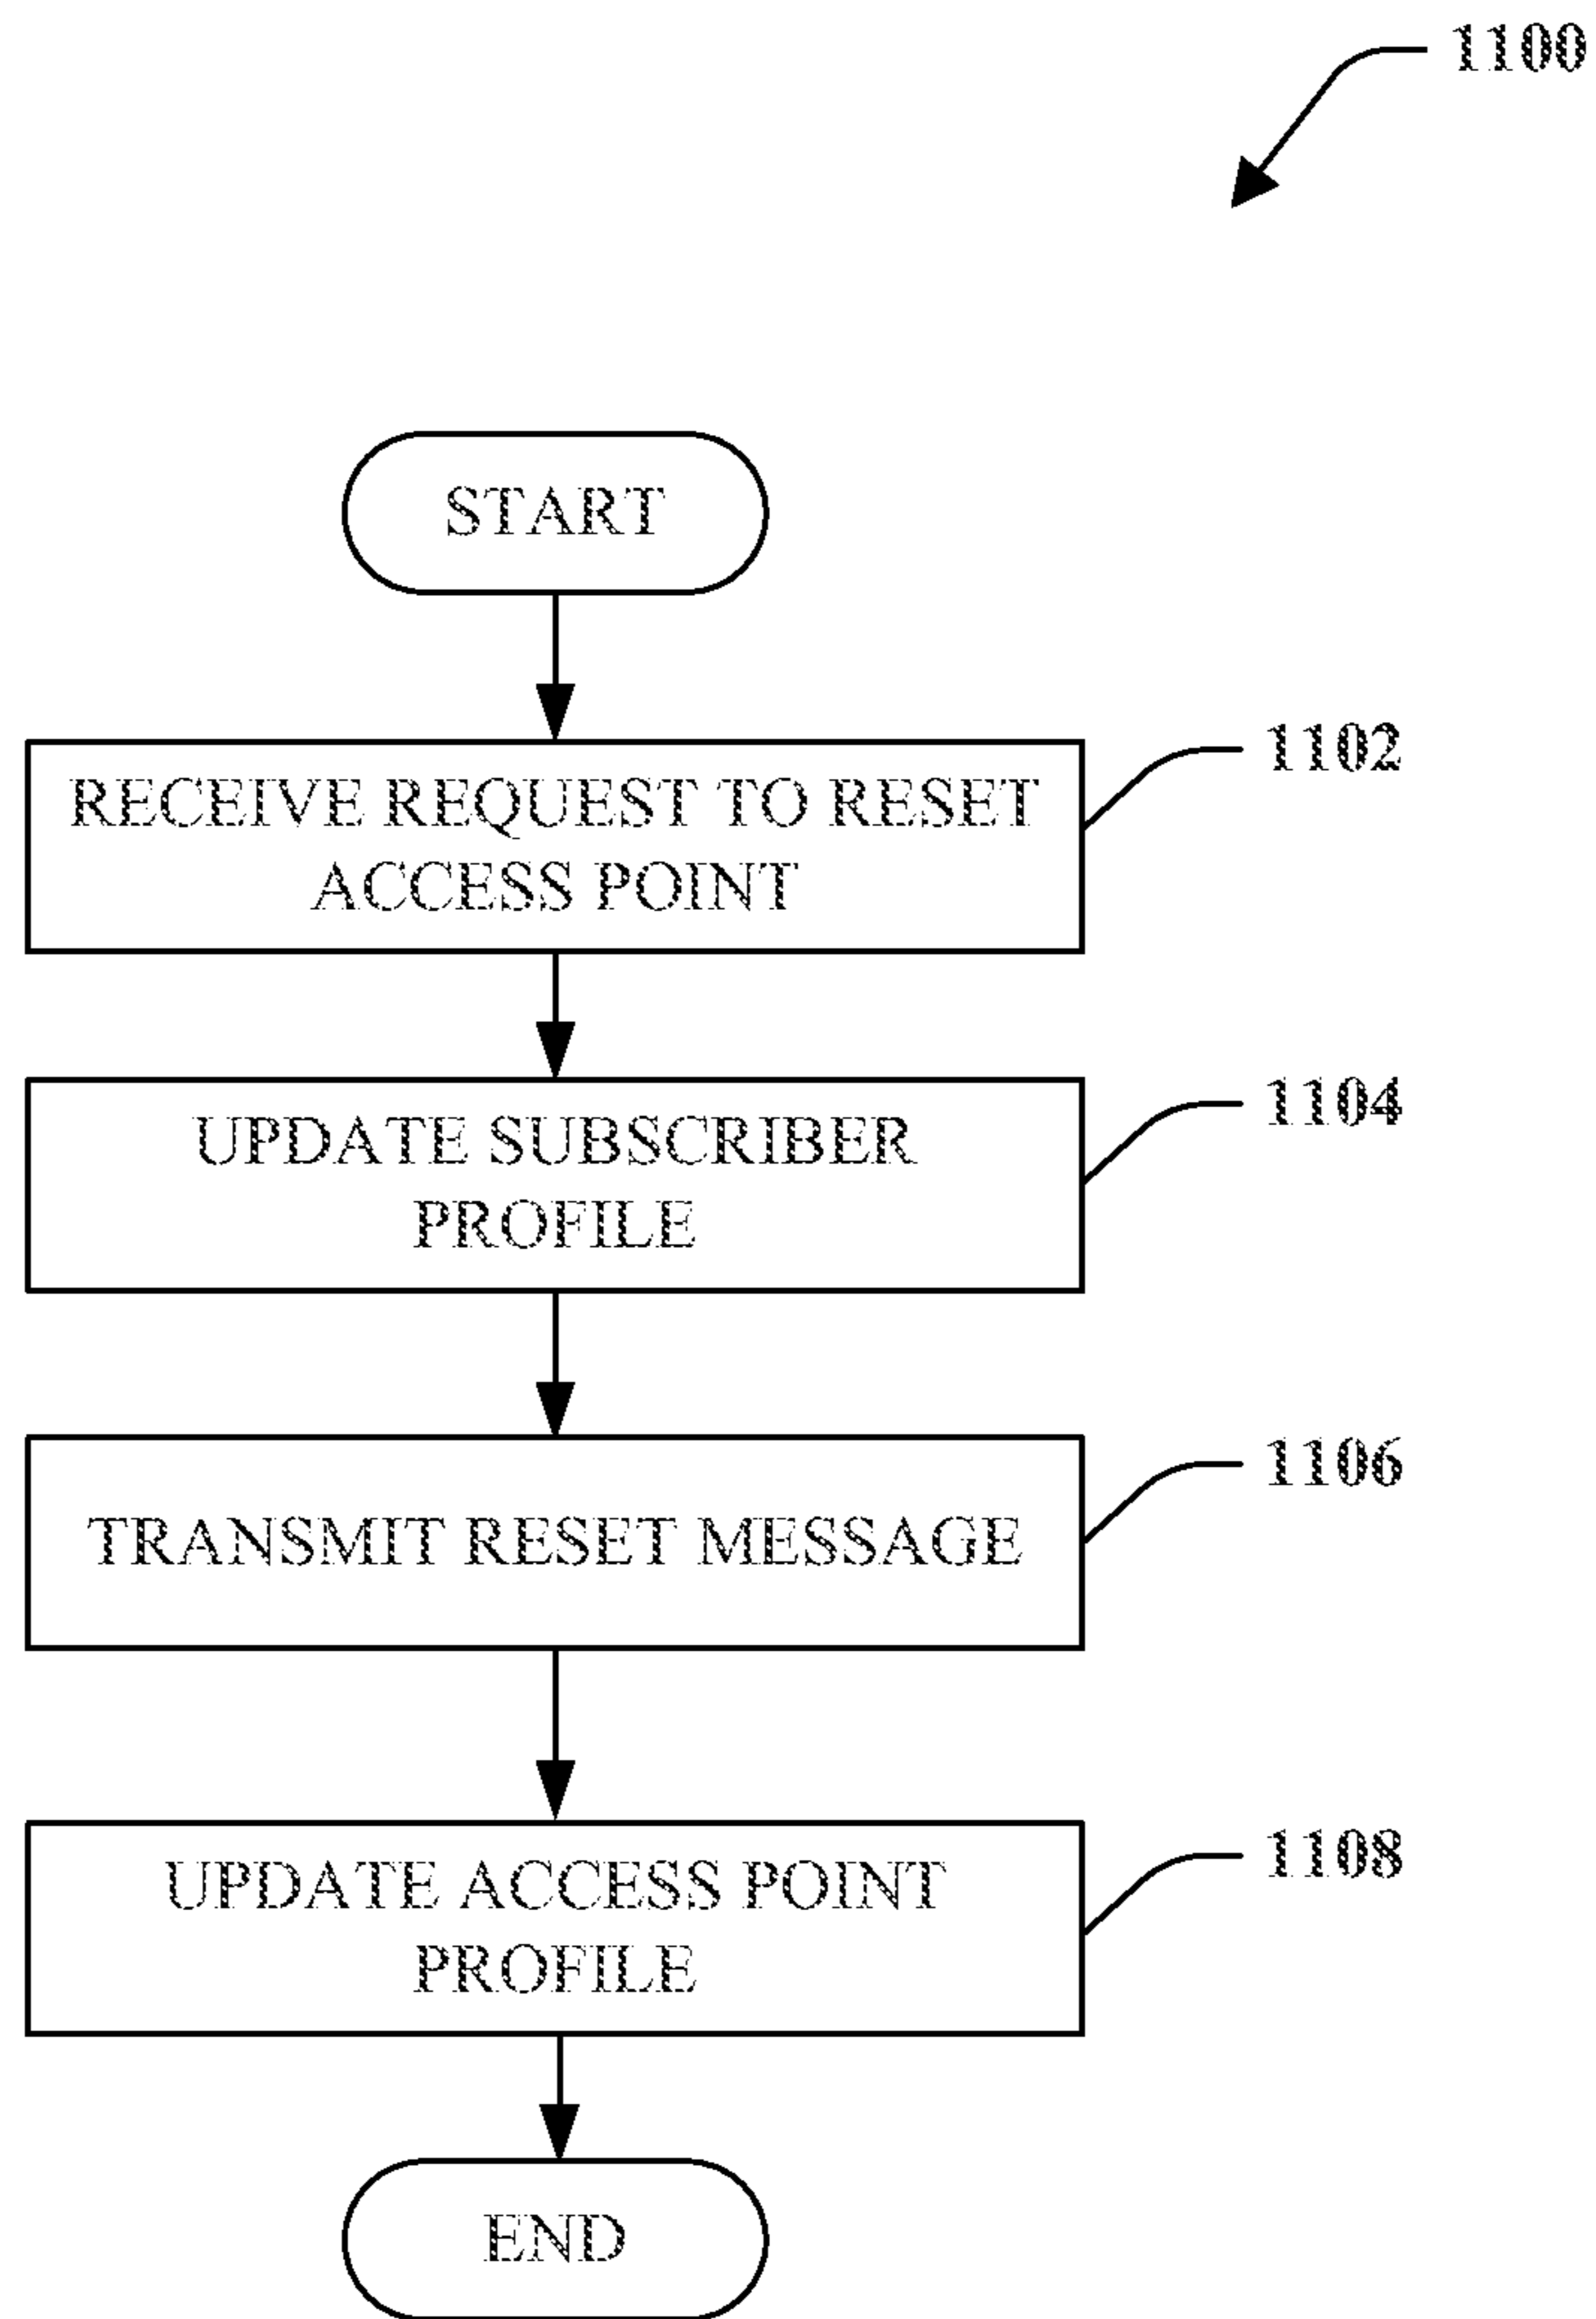 1100
START
RECEIVE REQUEST TO RESET
ACCESS POINT
1102
UPDATE SUBSCRIBER
PROFILE
1104
TRANSMIT RESET MESSAGE
1106
UPDATE ACCESS POINT
PROFILE
1108
END